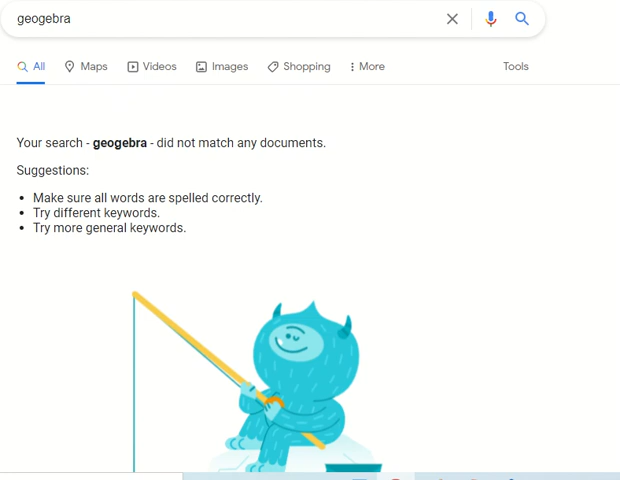 geogebra
All Maps Videos Images Shopping More Tools
Your search - geogebra - did not match any documents.
Suggestions:
Make sure all words are spelled correctly.
Try different keywords.
Try more general keywords.